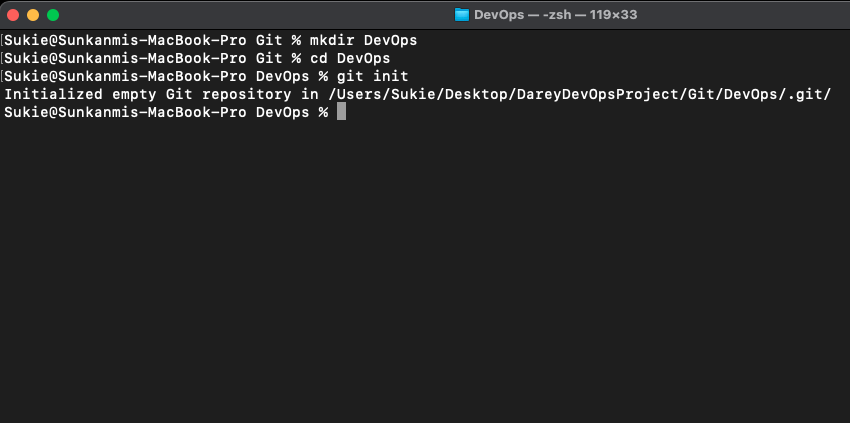 DevOps — -zsh — 119×33
[Sukie@Sunkanmis-MacBook-Pro Git % mkdir DevOps
[Sukie@Sunkanmis-MacBook-Pro Git % cd DevOps
[Sukie@Sunkanmis-MacBook-Pro DevOps % git init
Initialized empty Git repository in /Users/Sukie/Desktop/DareyDevOpsProject/Git/DevOps/.git/
Sukie@Sunkanmis-MacBook-Pro DevOps %